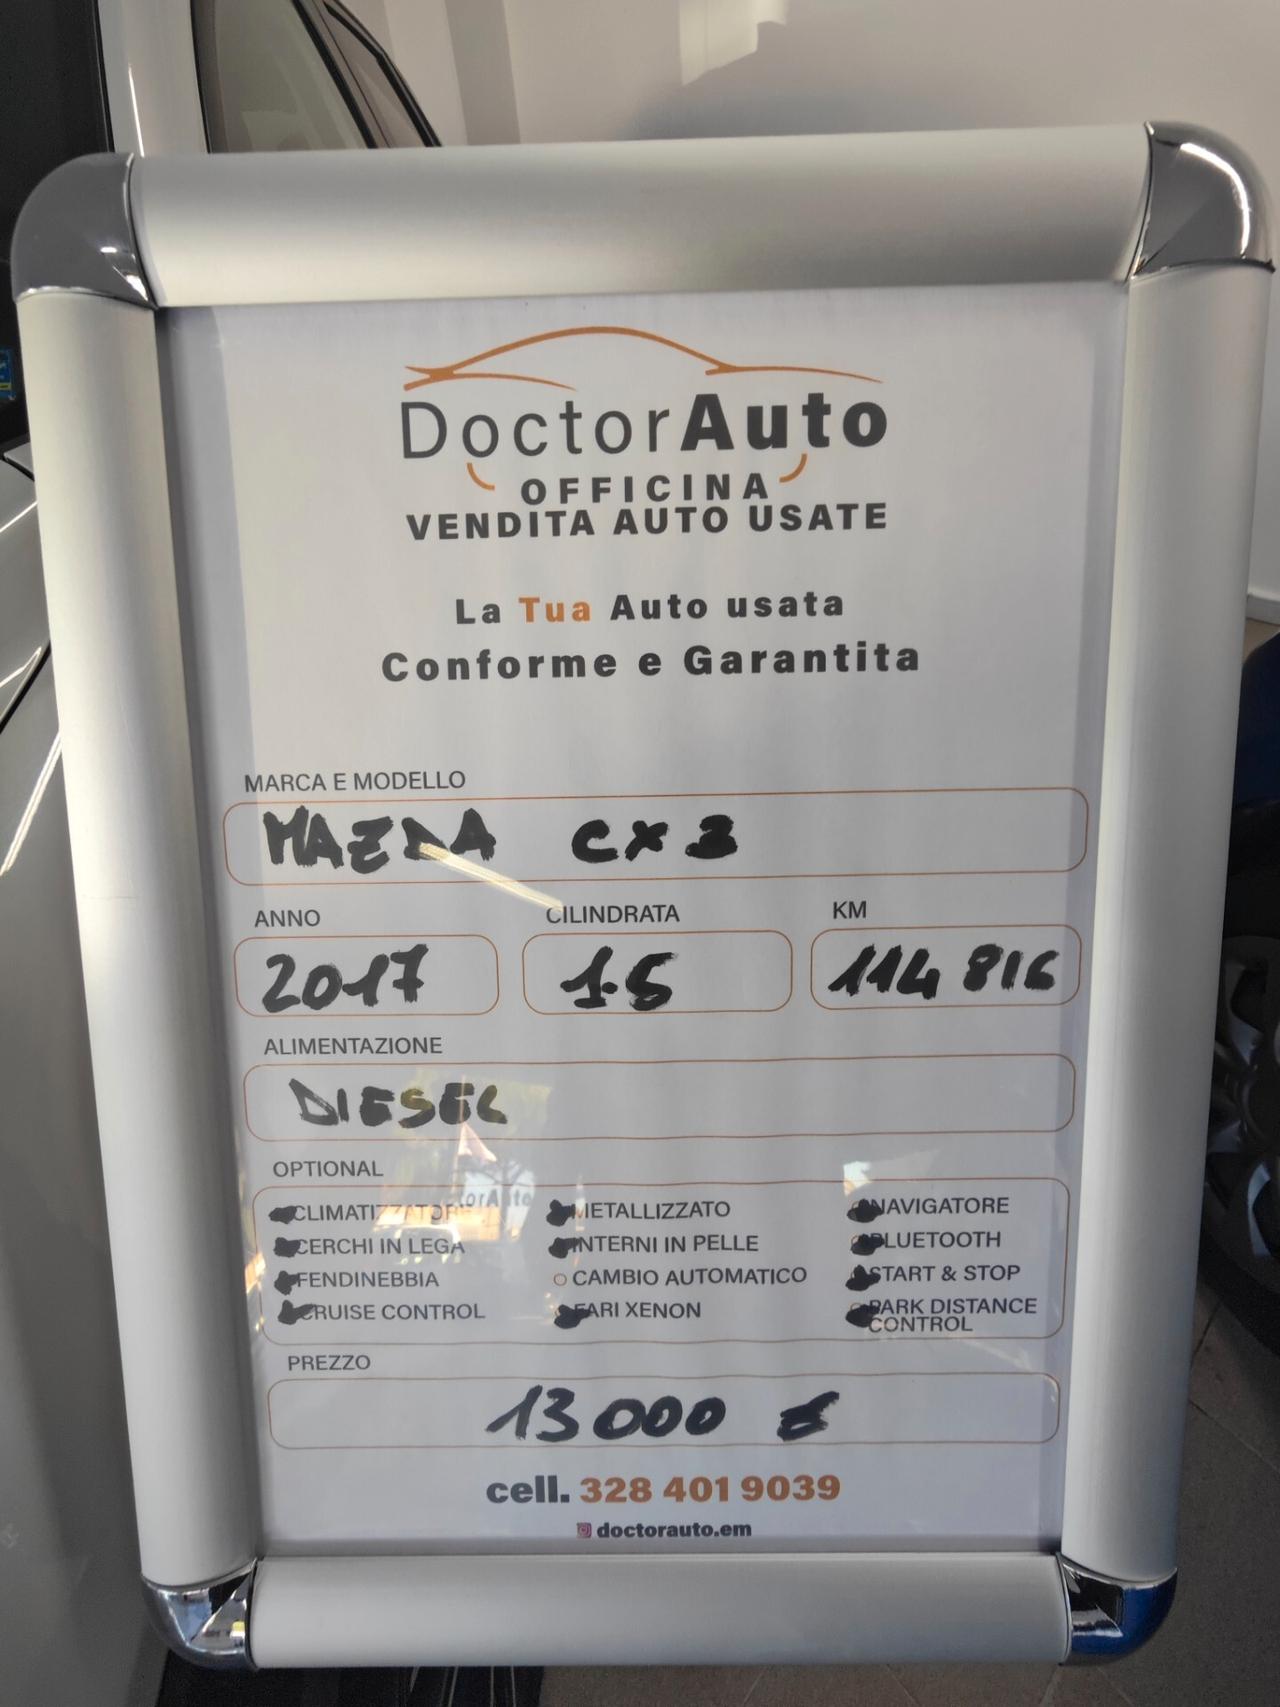 DoctorAuto
OFFICINA
VENDITA AUTO USATE
La Tua Auto usata
Conforme e Garantita
MARCA E MODELLO
MAZDA CX3
ANNO CILINDRATA KM
2017 1.5 114 816
ALIMENTAZIONE
DIESEL
OPTIONAL
CLIMATIZZATORE METALLIZZATO NAVIGATORE
CERCHI IN LEGA INTERNI IN PELLE BLUETOOTH
FENDINEBBIA CAMBIO AUTOMATICO START & STOP
CRUISE CONTROL FARI XENON PARK DISTANCE
CONTROL
PREZZO
13000 €
cell. 328 401 9039
doctorauto.em